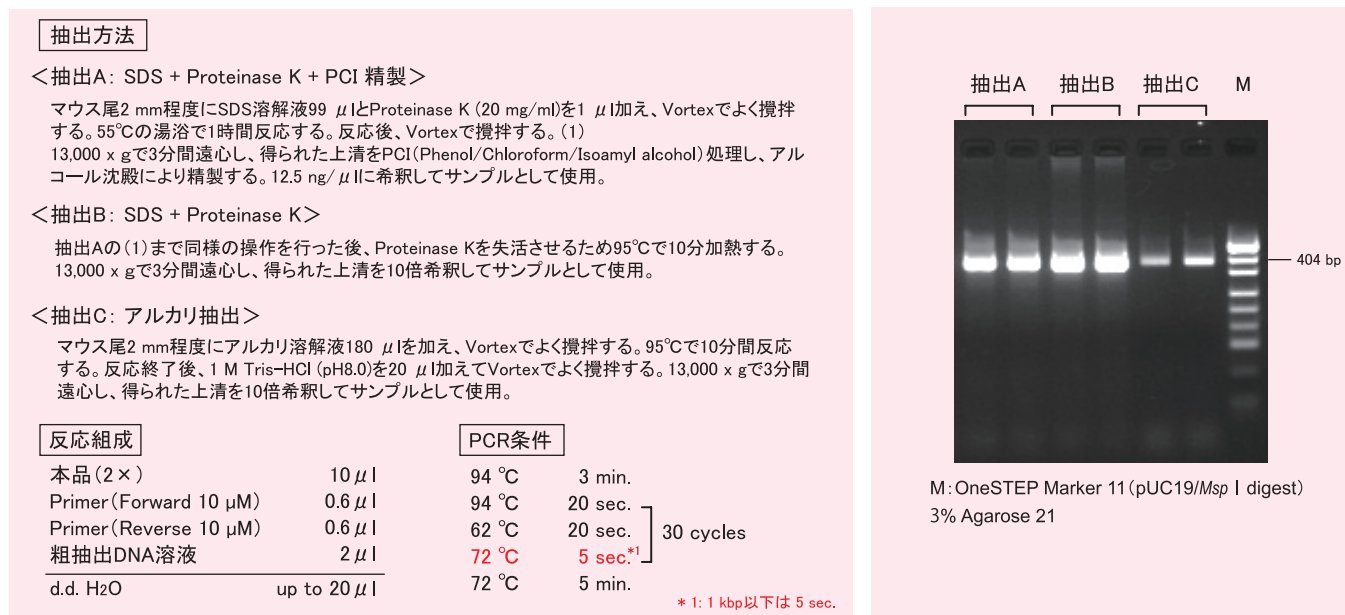 抽出方法
＜抽出A: SDS + Proteinase K + PCI 精製＞
マウス尾2 mm程度にSDS溶解液99 μlとProteinase K (20 mg/ml)を1 μl加え、Vortexでよく攪拌
する。55℃の湯浴で1時間反応する。反応後、Vortexで攪拌する。(1)
13,000 x gで3分間遠心し、得られた上清をPCI(Phenol/Chloroform/Isoamyl alcohol)処理し、アル
コール沈殿により精製する。12.5 ng/μlに希釈してサンプルとして使用。
＜抽出B: SDS + Proteinase K＞
抽出Aの(1)まで同様の操作を行った後、Proteinase Kを失活させるため95℃で10分加熱する。
13,000 x gで3分間遠心し、得られた上清を10倍希釈してサンプルとして使用。
＜抽出C: アルカリ抽出＞
マウス尾2 mm程度にアルカリ溶解液180 μlを加え、Vortexでよく攪拌する。95℃で10分間反応
する。反応終了後、1 M Tris-HCl (pH8.0)を20 μl加えてVortexでよく攪拌する。13,000 x gで3分間
遠心し、得られた上清を10倍希釈してサンプルとして使用。
反応組成
本品(2×) 10 μl
Primer(Forward 10 μM) 0.6 μl
Primer(Reverse 10 μM) 0.6 μl
粗抽出DNA溶液 2 μl
d.d. H2O up to 20 μl
PCR条件
94 ℃ 3 min.
94 ℃ 20 sec.
62 ℃ 20 sec. 30 cycles
72 ℃ 5 sec.*1
72 ℃ 5 min.
*1: 1 kbp以下は 5 sec.
抽出A 抽出B 抽出C M
404 bp
M:OneSTEP Marker 11(pUC19/Msp I digest)
3% Agarose 21